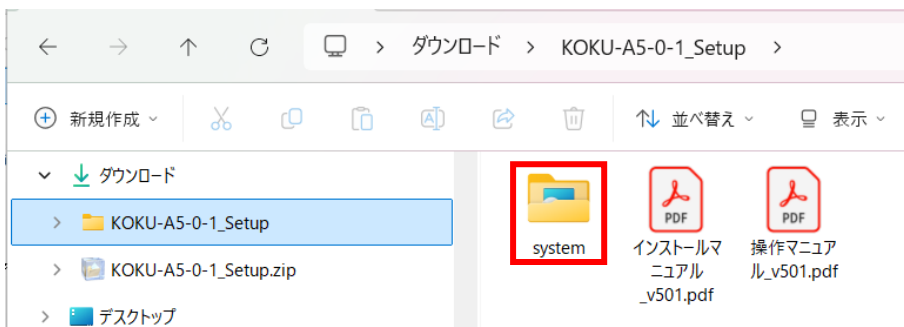 ダウンロード > KOKU-A5-0-1_Setup >
新規作成 並べ替え 表示
ダウンロード
KOKU-A5-0-1_Setup
KOKU-A5-0-1_Setup.zip
デスクトップ
system
PDF
インストールマ
ニュアル
_v501.pdf
PDF
操作マニュア
ル_v501.pdf